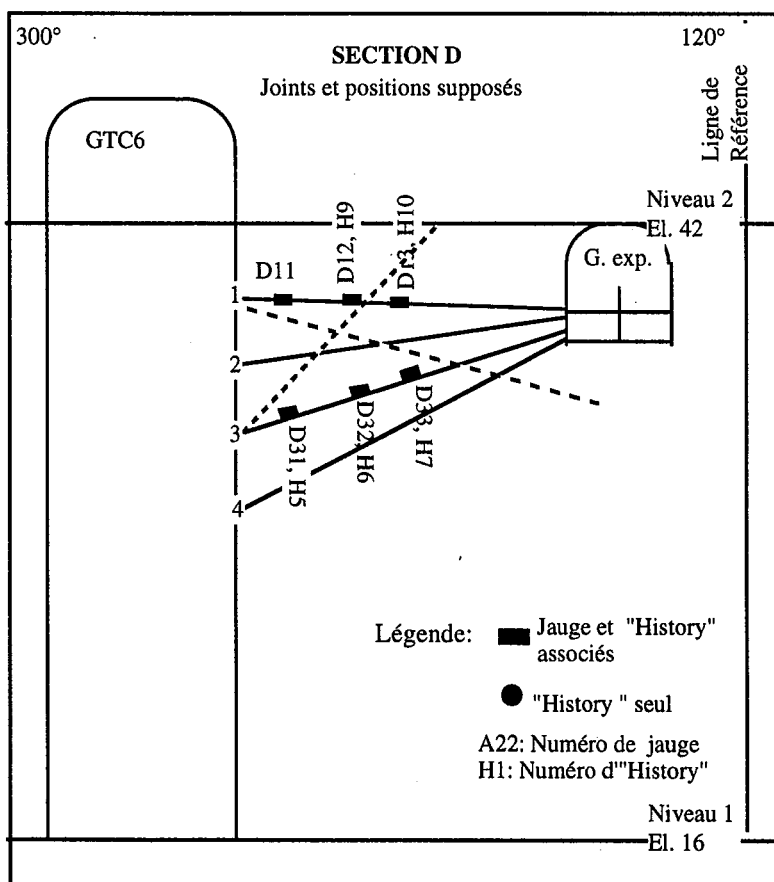 300°
120°
SECTION D
Joints et positions supposés
Ligne de
Référence
GTC6
Niveau 2
El. 42
G. exp.
D11
D12, H9
D13, H10
1
2
3
4
D31, H5
D32, H6
D33, H7
Légende:
Jauge et "History"
associés
"History " seul
A22: Numéro de jauge
H1: Numéro d'"History"
Niveau 1
El. 16